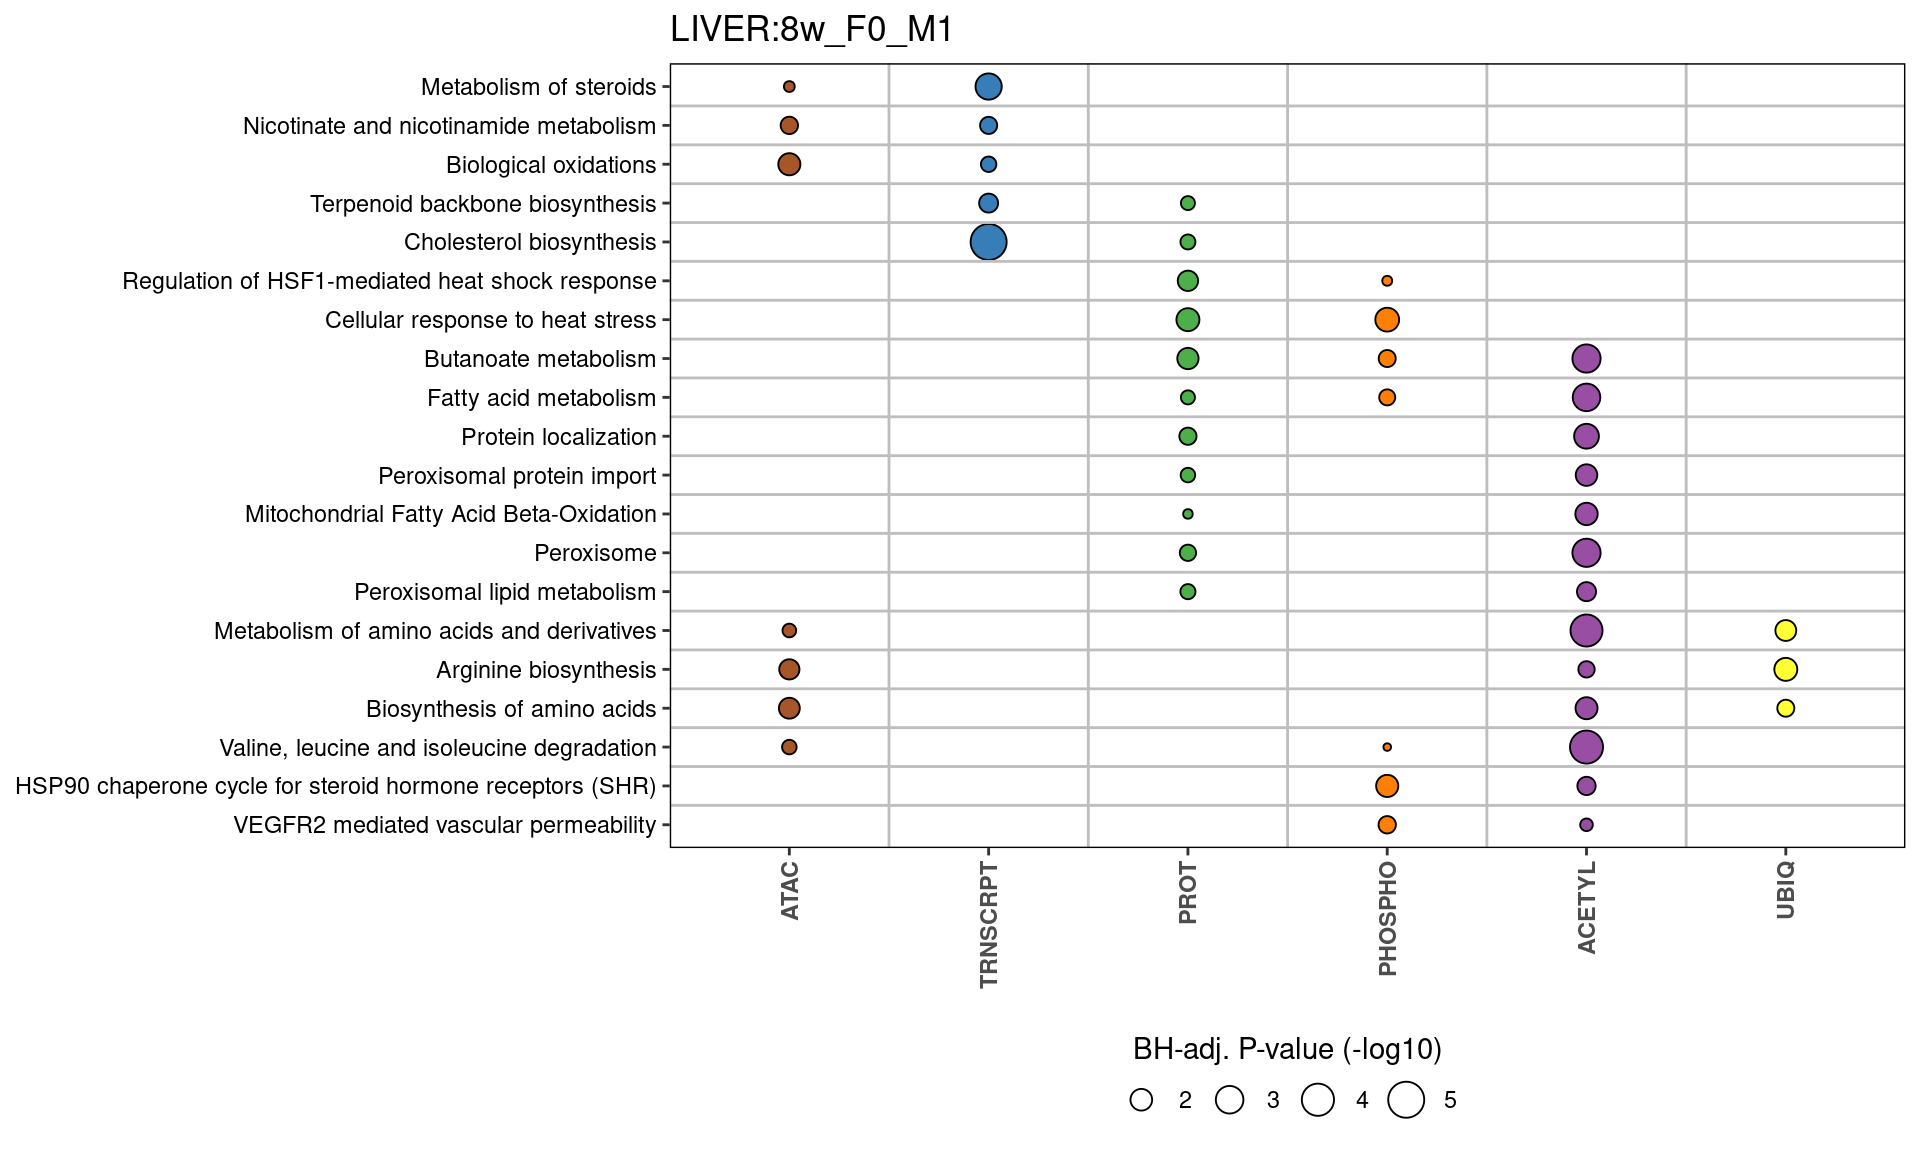 LIVER:8w_F0_M1
Metabolism of steroids
Nicotinate and nicotinamide metabolism
Biological oxidations
Terpenoid backbone biosynthesis
Cholesterol biosynthesis
Regulation of HSF1-mediated heat shock response
Cellular response to heat stress
Butanoate metabolism
Fatty acid metabolism
Protein localization
Peroxisomal protein import
Mitochondrial Fatty Acid Beta-Oxidation
Peroxisome
Peroxisomal lipid metabolism
Metabolism of amino acids and derivatives
Arginine biosynthesis
Biosynthesis of amino acids
Valine, leucine and isoleucine degradation
HSP90 chaperone cycle for steroid hormone receptors (SHR)
VEGFR2 mediated vascular permeability
ATAC
TRNSCRPT
PROT
PHOSPHO
ACETYL
UBIQ
BH-adj. P-value (-log10)
2 3 4 5